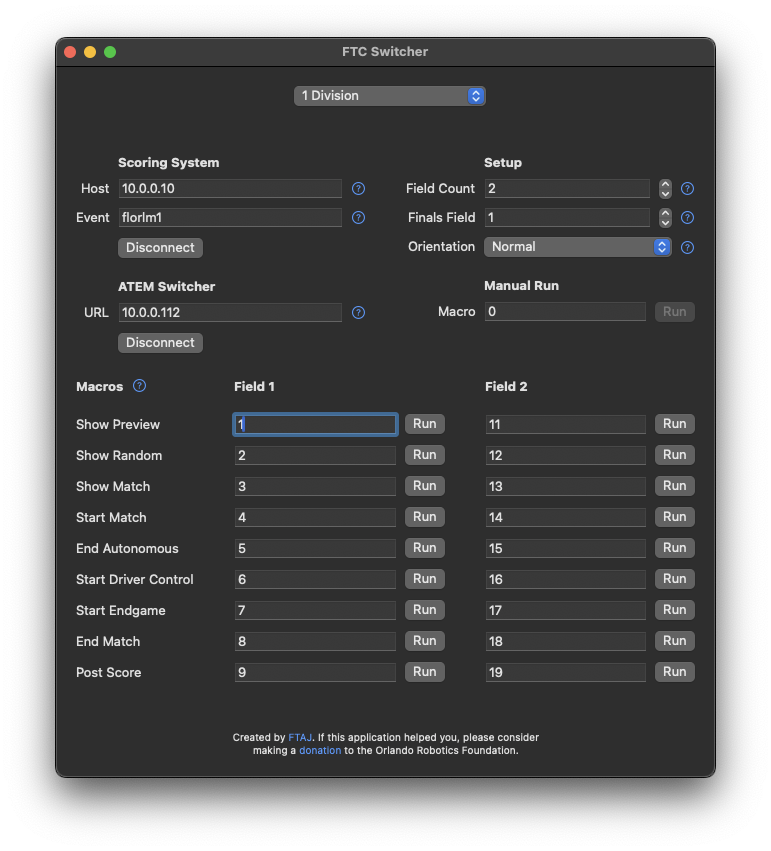 FTC Switcher
1 Division
Scoring System
Setup
Host 10.0.0.10
Field Count 2
Event florlm1
Finals Field 1
Disconnect
Orientation Normal
ATEM Switcher
Manual Run
URL 10.0.0.112
Macro 0 Run
Disconnect
Macros Field 1 Field 2
Show Preview 1 Run 11 Run
Show Random 2 Run 12 Run
Show Match 3 Run 13 Run
Start Match 4 Run 14 Run
End Autonomous 5 Run 15 Run
Start Driver Control 6 Run 16 Run
Start Endgame 7 Run 17 Run
End Match 8 Run 18 Run
Post Score 9 Run 19 Run
Created by FTAJ. If this application helped you, please consider
making a donation to the Orlando Robotics Foundation.